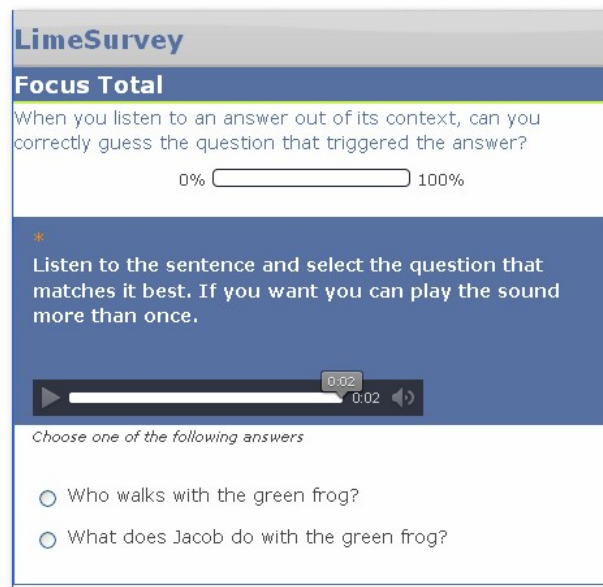 LimeSurvey
Focus Total
When you listen to an answer out of its context, can you
correctly guess the question that triggered the answer?
0% 100%
*
Listen to the sentence and select the question that
matches it best. If you want you can play the sound
more than once.
0:02
0:02
Choose one of the following answers
Who walks with the green frog?
What does Jacob do with the green frog?